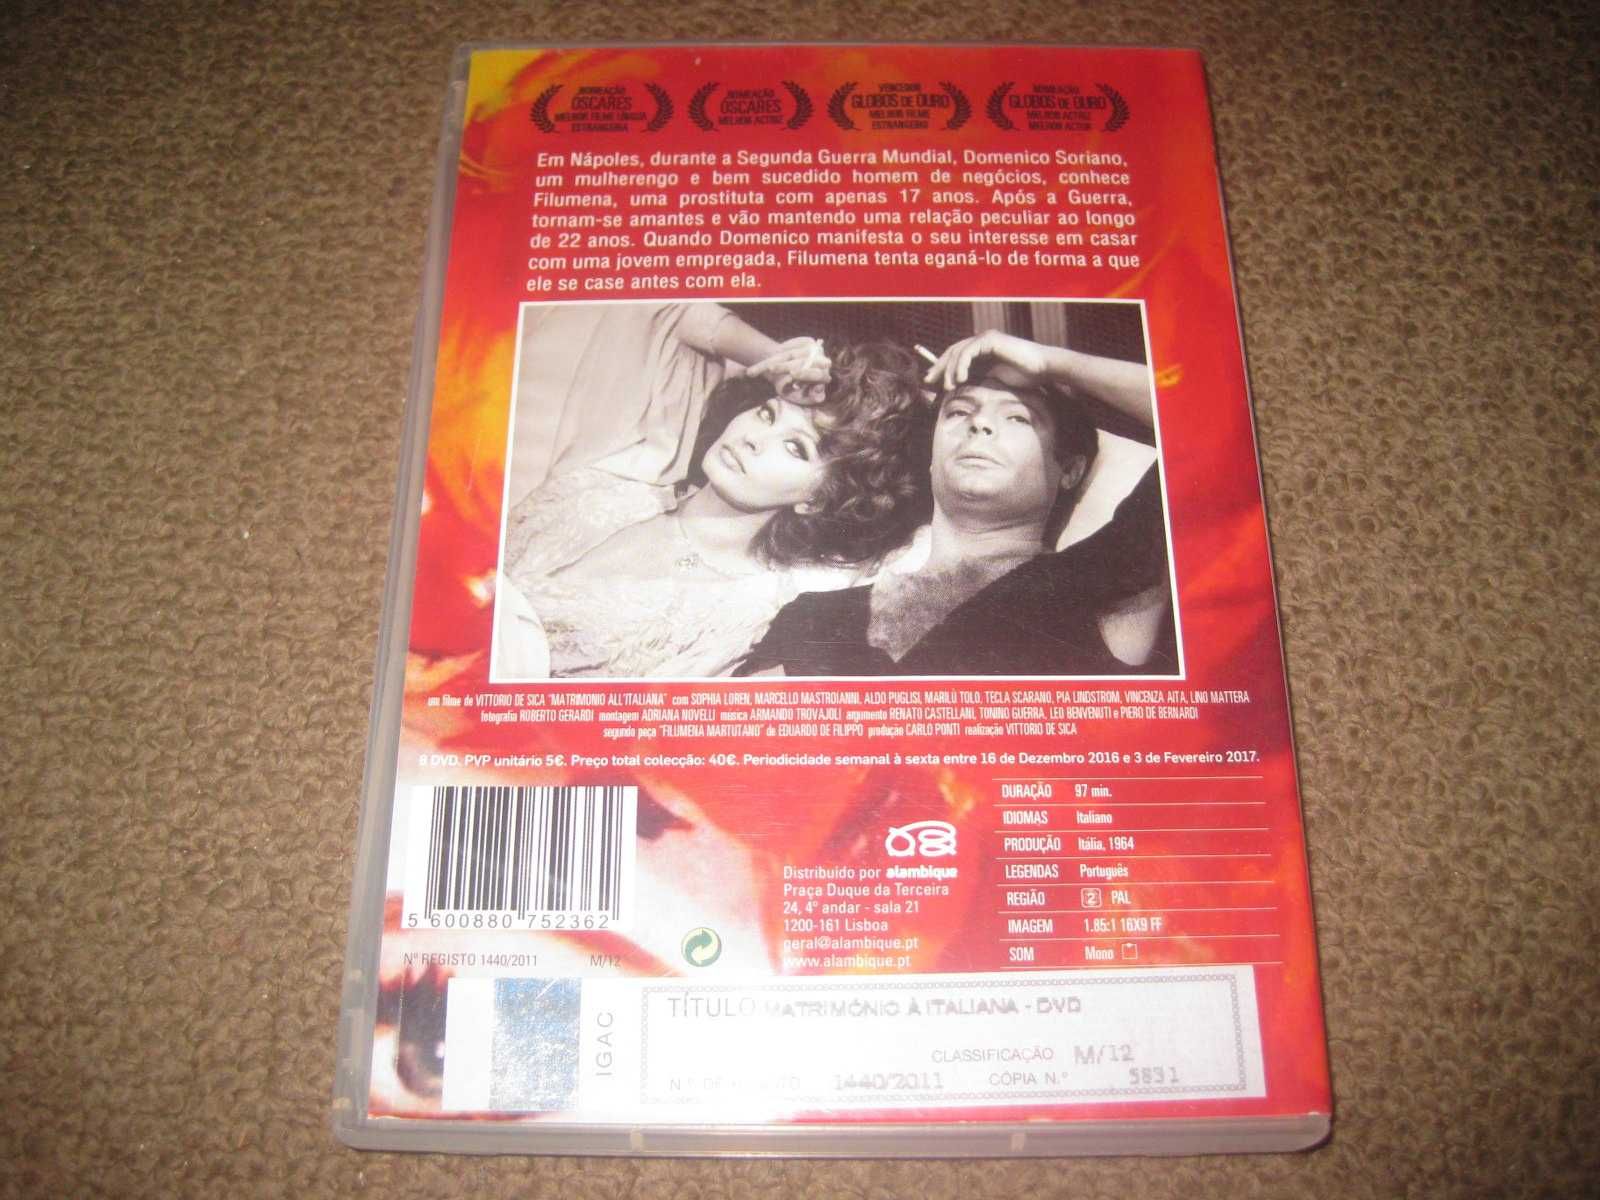 NOMEAÇÃO
OSCARES
MELHOR FILME LÍNGUA
ESTRANGEIRA
NOMEAÇÃO
OSCARES
MELHOR ACTRIZ
VENCEDOR
GLOBOS DE OURO
MELHOR FILME
ESTRANGEIRO
NOMEAÇÃO
GLOBOS DE OURO
MELHOR ACTRIZ
MELHOR ACTOR
Em Nápoles, durante a Segunda Guerra Mundial, Domenico Soriano,
um mulherengo e bem sucedido homem de negócios, conhece
Filumena, uma prostituta com apenas 17 anos. Após a Guerra,
tornam-se amantes e vão mantendo uma relação peculiar ao longo
de 22 anos. Quando Domenico manifesta o seu interesse em casar
com uma jovem empregada, Filumena tenta eganá-lo de forma a que
ele se case antes com ela.
um filme de VITTORIO DE SICA "MATRIMONIO ALL'ITALIANA" com SOPHIA LOREN, MARCELLO MASTROIANNI, ALDO PUGLISI, MARILÙ TOLO, TECLA SCARANO, PIA LINDSTROM, VINCENZA AITA, LINO MATTERA
fotografia ROBERTO GERARDI montagem ADRIANA NOVELLI música ARMANDO TROVAJOLI argumento RENATO CASTELLANI, TONINO GUERRA, LEO BENVENUTI e PIERO DE BERNARDI
segundo peça "FILUMENA MARTUTANO" de EDUARDO DE FILIPPO produção CARLO PONTI realização VITTORIO DE SICA
8 DVD. PVP unitário 5€. Preço total colecção: 40€. Periodicidade semanal à sexta entre 16 de Dezembro 2016 e 3 de Fevereiro 2017.
5 600880 752362
Nº REGISTO 1440/2011 M/12
Distribuído por alambique
Praça Duque da Terceira
24, 4º andar - sala 21
1200-161 Lisboa
geral@alambique.pt
www.alambique.pt
DURAÇÃO 97 min.
IDIOMAS Italiano
PRODUÇÃO Itália, 1964
LEGENDAS Português
REGIÃO 2 PAL
IMAGEM 1.85:1 16X9 FF
SOM Mono
IGAC
TÍTULO MATRIMÓNIO À ITALIANA - DVD
CLASSIFICAÇÃO M/12
1440/2011 CÓPIA N.º 5831